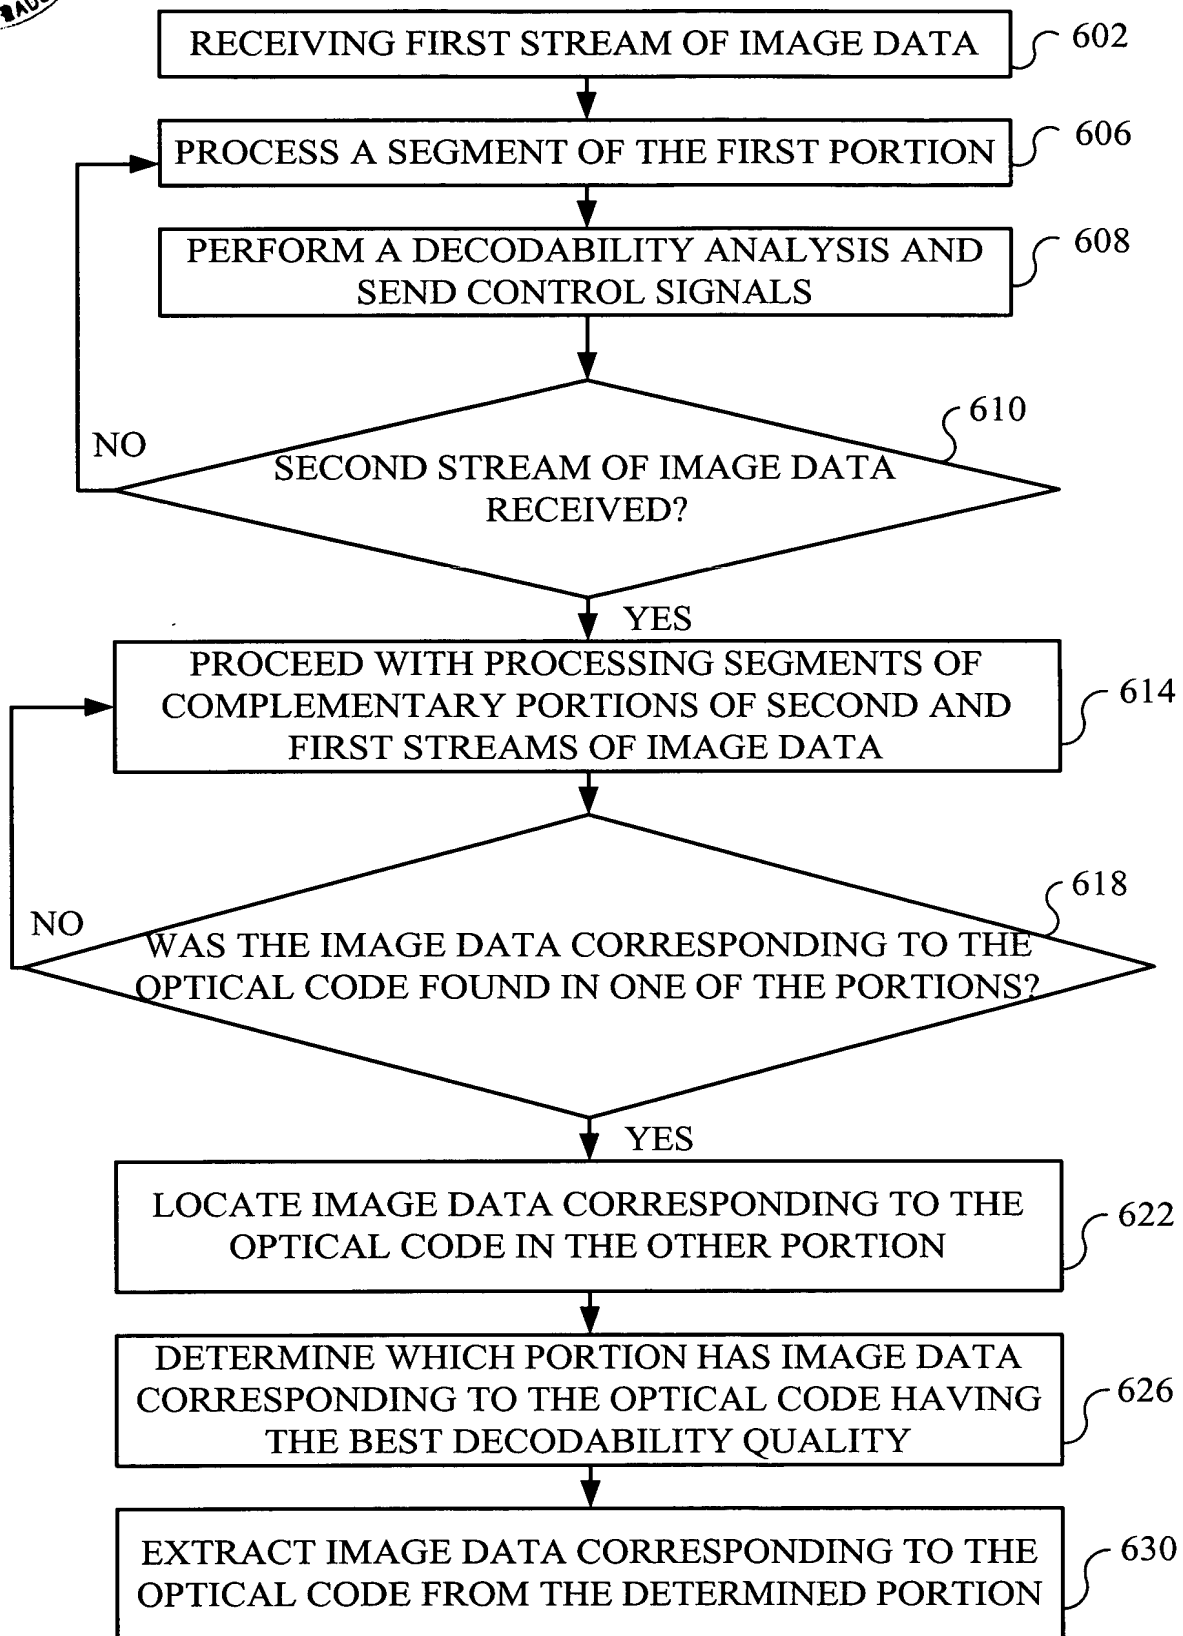 RECEIVING FIRST STREAM OF IMAGE DATA
602
PROCESS A SEGMENT OF THE FIRST PORTION
606
PERFORM A DECODABILITY ANALYSIS AND
SEND CONTROL SIGNALS
608
SECOND STREAM OF IMAGE DATA
RECEIVED?
610
NO
YES
PROCEED WITH PROCESSING SEGMENTS OF
COMPLEMENTARY PORTIONS OF SECOND AND
FIRST STREAMS OF IMAGE DATA
614
WAS THE IMAGE DATA CORRESPONDING TO THE
OPTICAL CODE FOUND IN ONE OF THE PORTIONS?
618
NO
YES
LOCATE IMAGE DATA CORRESPONDING TO THE
OPTICAL CODE IN THE OTHER PORTION
622
DETERMINE WHICH PORTION HAS IMAGE DATA
CORRESPONDING TO THE OPTICAL CODE HAVING
THE BEST DECODABILITY QUALITY
626
EXTRACT IMAGE DATA CORRESPONDING TO THE
OPTICAL CODE FROM THE DETERMINED PORTION
630